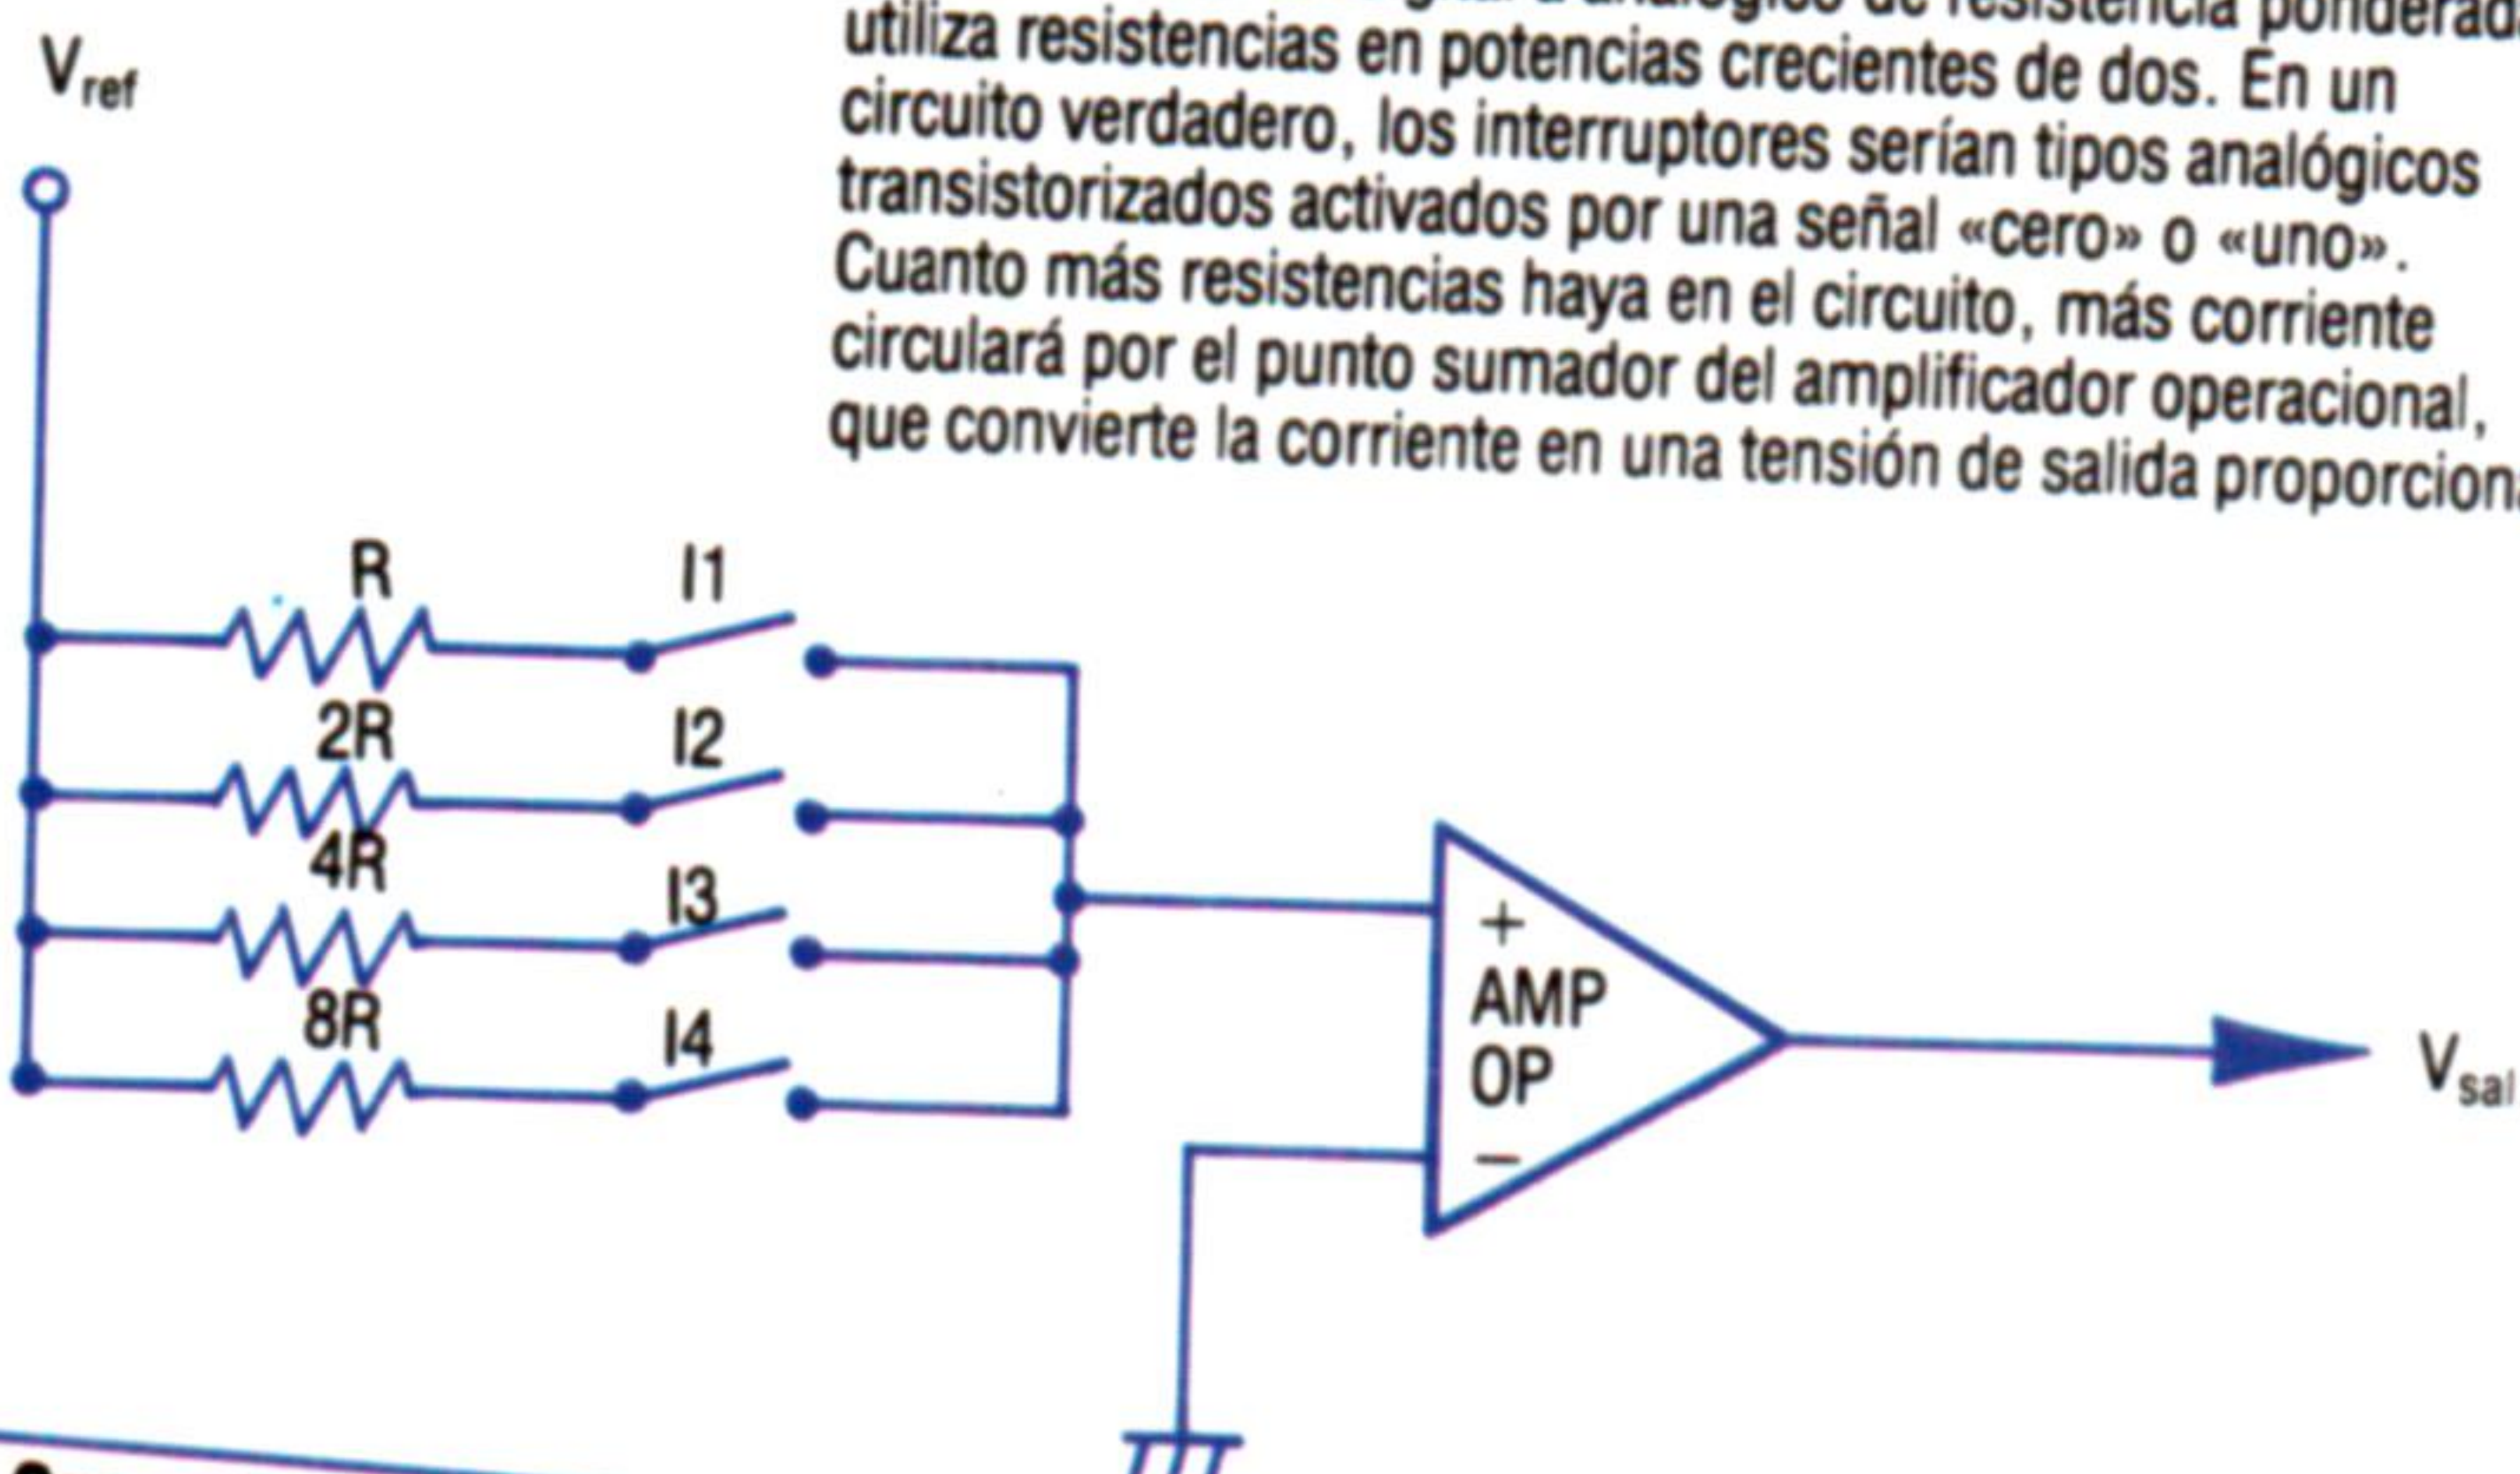 analógico de resistencia
utiliza resistencias en potencias crecientes de dos. En un
circuito verdadero, los interruptores serían tipos analógicos
transistorizados activados por una señal «cero» o «uno».
Cuanto más resistencias haya en el circuito, más corriente
circulará por el punto sumador del amplificador operacional,
que convierte la corriente en una tensión de salida
Vref
R
I1
2R
I2
4R
I3
8R
I4
+
AMP
OP
−
Vsal